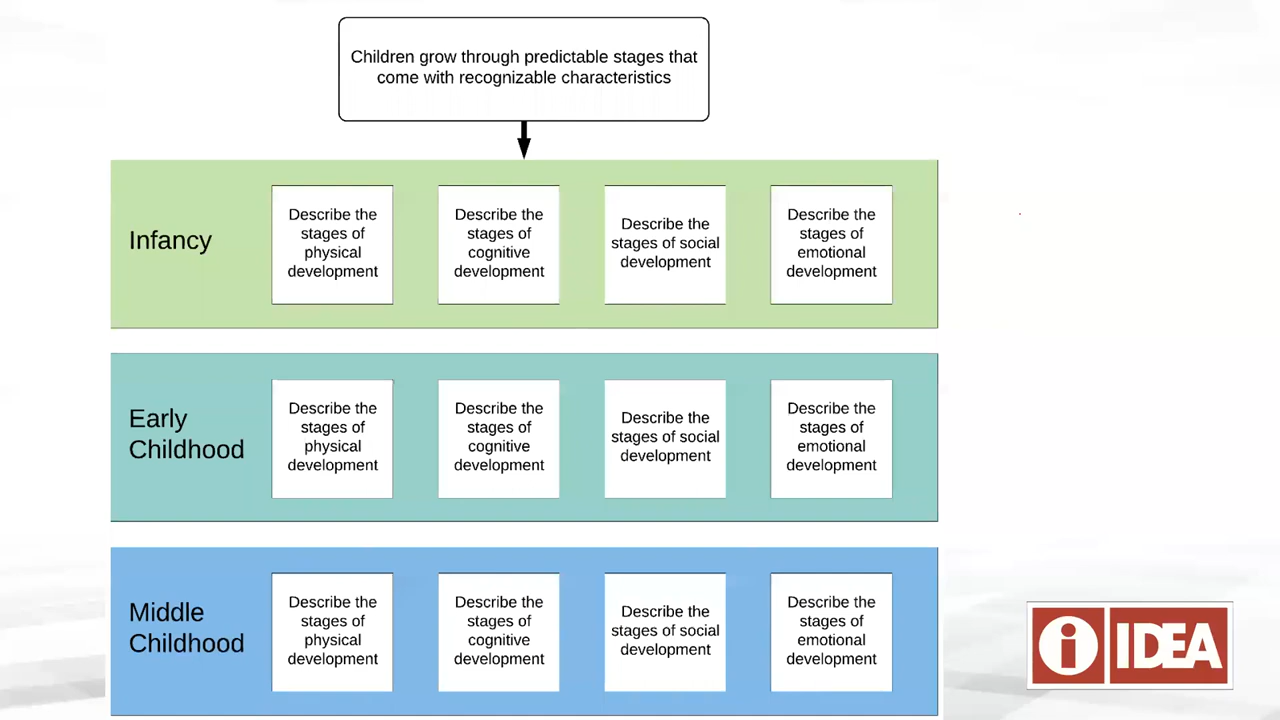 Children grow through predictable stages that
come with recognizable characteristics
Infancy
Describe the
stages of
physical
development
Describe the
stages of
cognitive
development
Describe the
stages of social
development
Describe the
stages of
emotional
development
Early
Childhood
Describe the
stages of
physical
development
Describe the
stages of
cognitive
development
Describe the
stages of social
development
Describe the
stages of
emotional
development
Middle
Childhood
Describe the
stages of
physical
development
Describe the
stages of
cognitive
development
Describe the
stages of social
development
Describe the
stages of
emotional
development
i IDEA